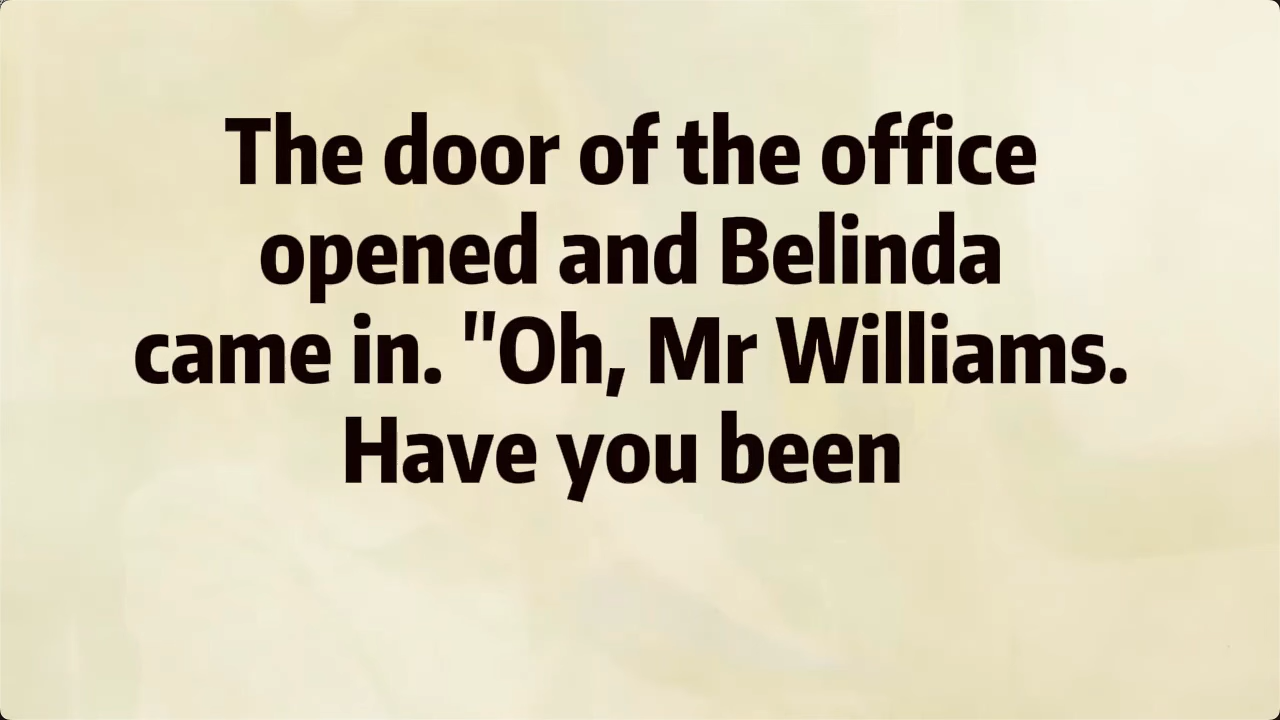 The door of the office
opened and Belinda
came in. "Oh, Mr Williams.
Have you been